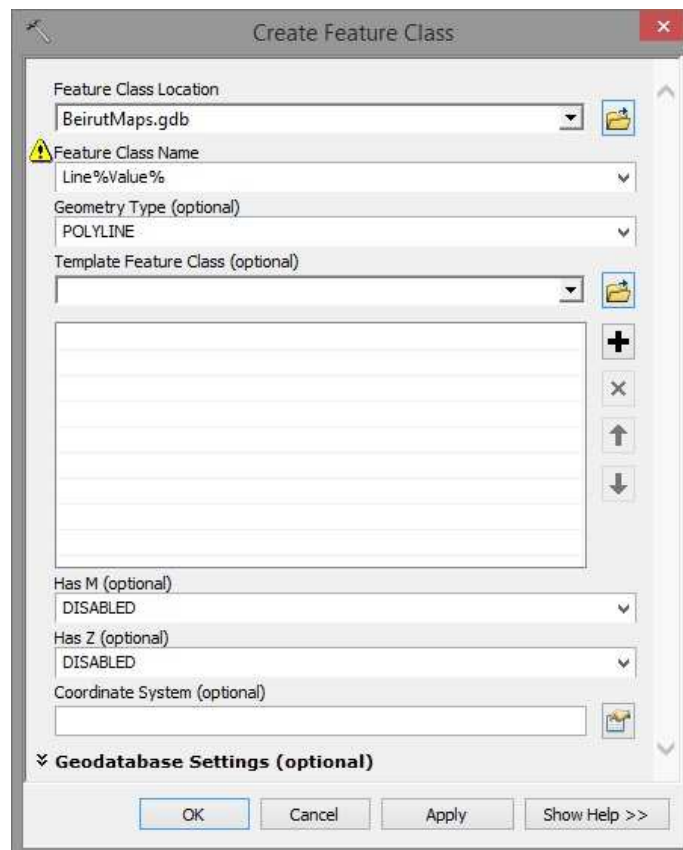 Create Feature Class
Feature Class Location
BeirutMaps.gdb
Feature Class Name
Line%Value%
Geometry Type (optional)
POLYLINE
Template Feature Class (optional)
Has M (optional)
DISABLED
Has Z (optional)
DISABLED
Coordinate System (optional)
Geodatabase Settings (optional)
OK
Cancel
Apply
Show Help >>